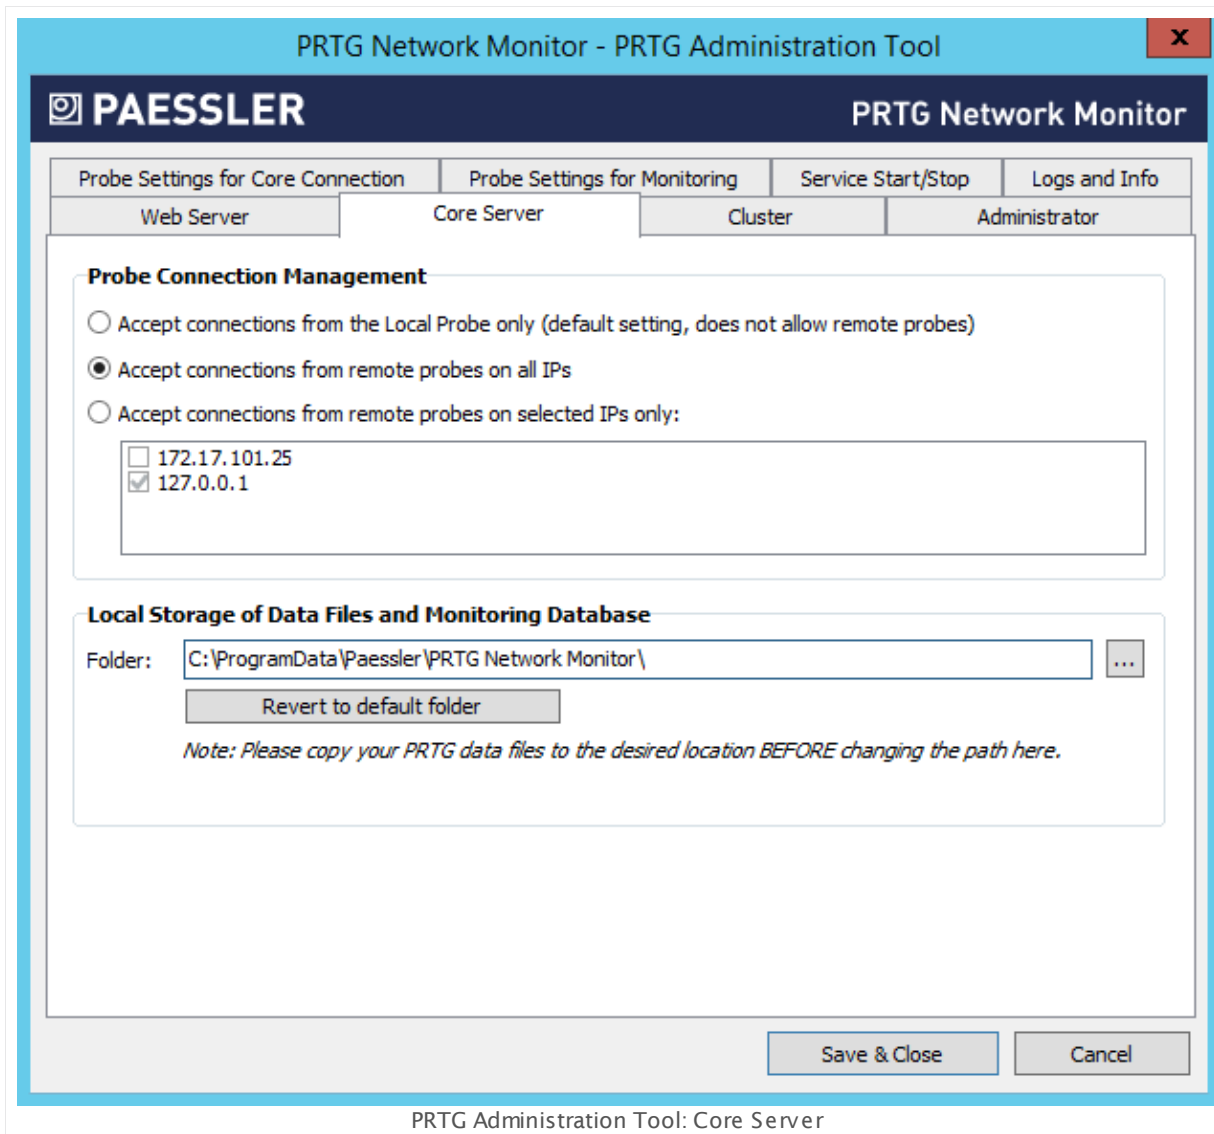 PRTG Network Monitor - PRTG Administration Tool
x
PAESSLER
PRTG Network Monitor
Probe Settings for Core Connection
Probe Settings for Monitoring
Service Start/Stop
Logs and Info
Web Server
Core Server
Cluster
Administrator
Probe Connection Management
Accept connections from the Local Probe only (default setting, does not allow remote probes)
Accept connections from remote probes on all IPs
Accept connections from remote probes on selected IPs only:
172.17.101.25
127.0.0.1
Local Storage of Data Files and Monitoring Database
Folder:
C:\ProgramData\Paessler\PRTG Network Monitor\
...
Revert to default folder
Note: Please copy your PRTG data files to the desired location BEFORE changing the path here.
Save & Close
Cancel
PRTG Administration Tool: Core Server